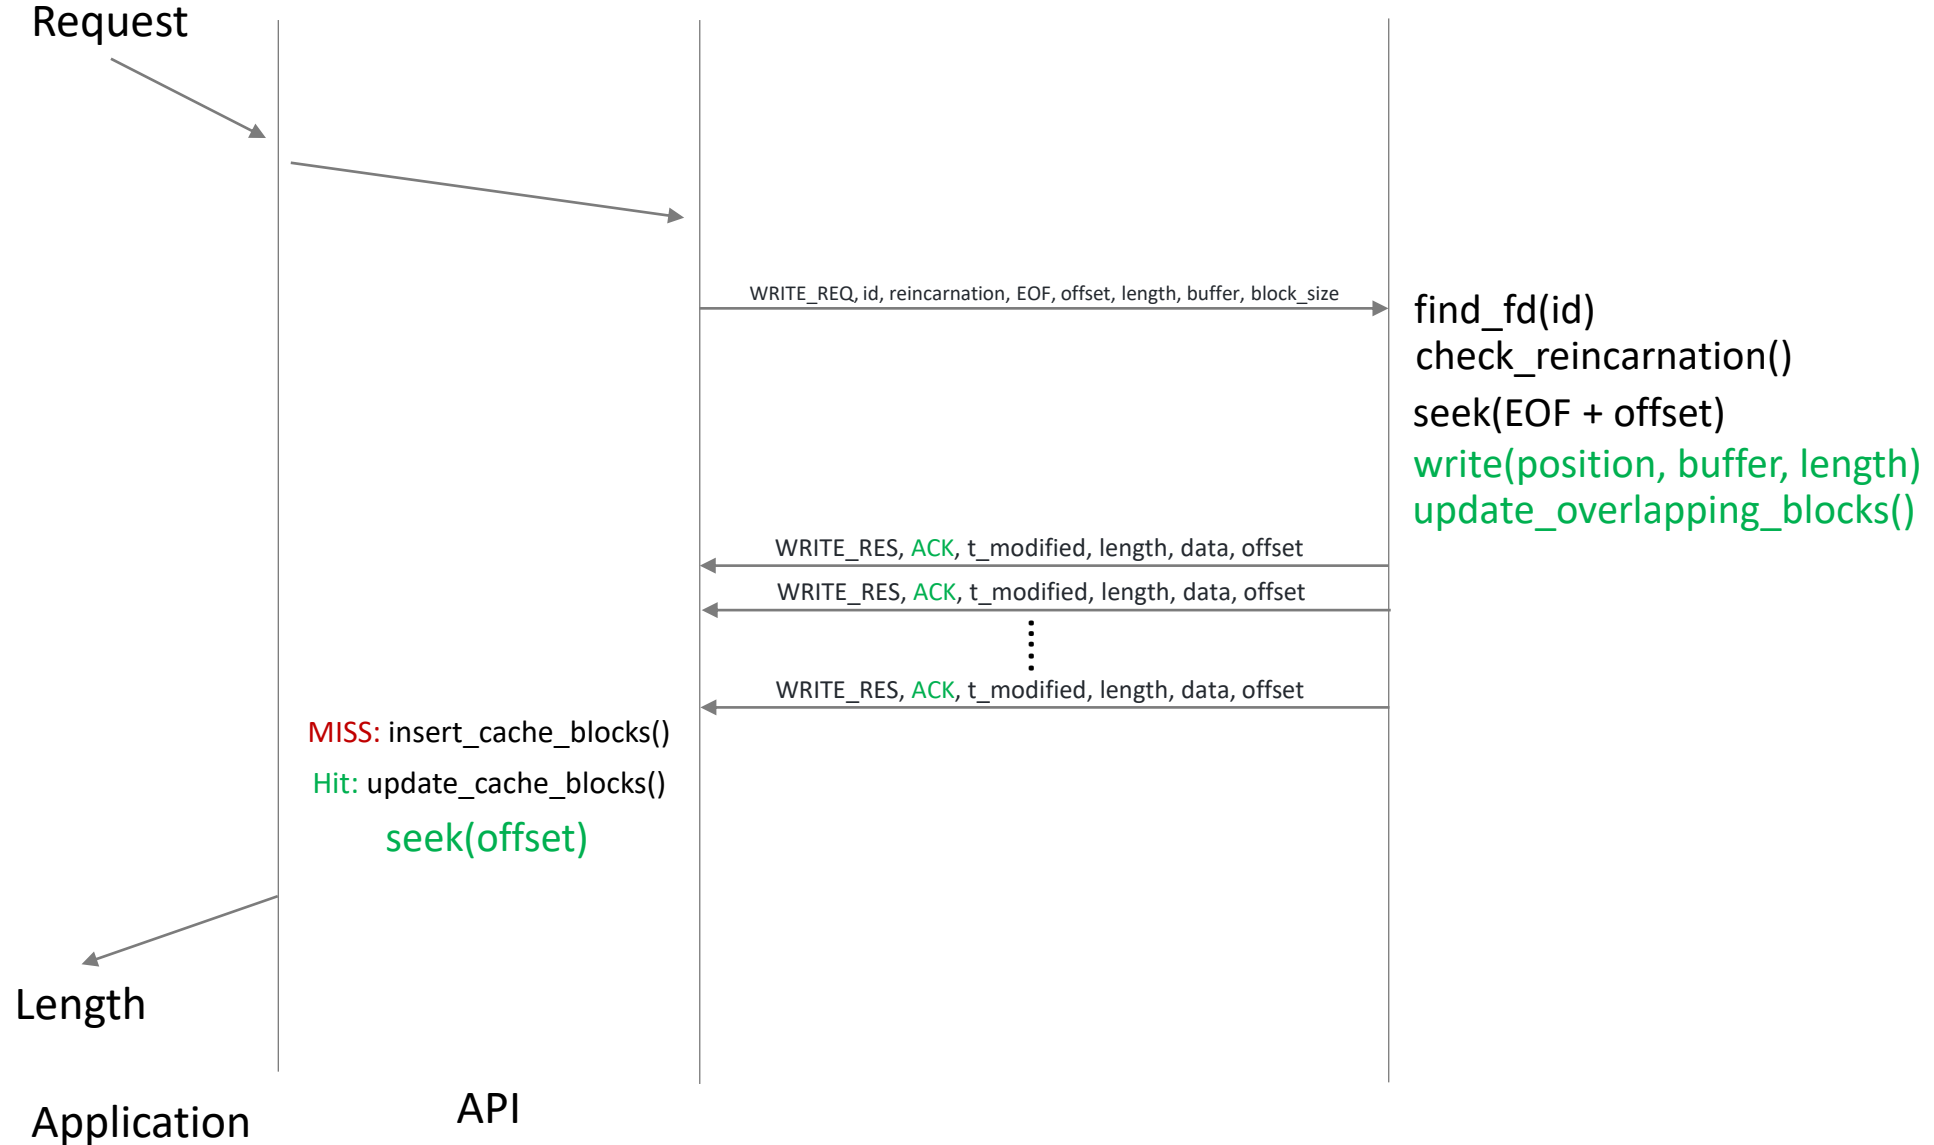 Request
WRITE_REQ, id, reincarnation, EOF, offset, length, buffer, block_size
find_fd(id)
check_reincarnation()
seek(EOF + offset)
write(position, buffer, length)
update_overlapping_blocks()
WRITE_RES, ACK, t_modified, length, data, offset
WRITE_RES, ACK, t_modified, length, data, offset
WRITE_RES, ACK, t_modified, length, data, offset
MISS: insert_cache_blocks()
Hit: update_cache_blocks()
seek(offset)
Length
Application
API